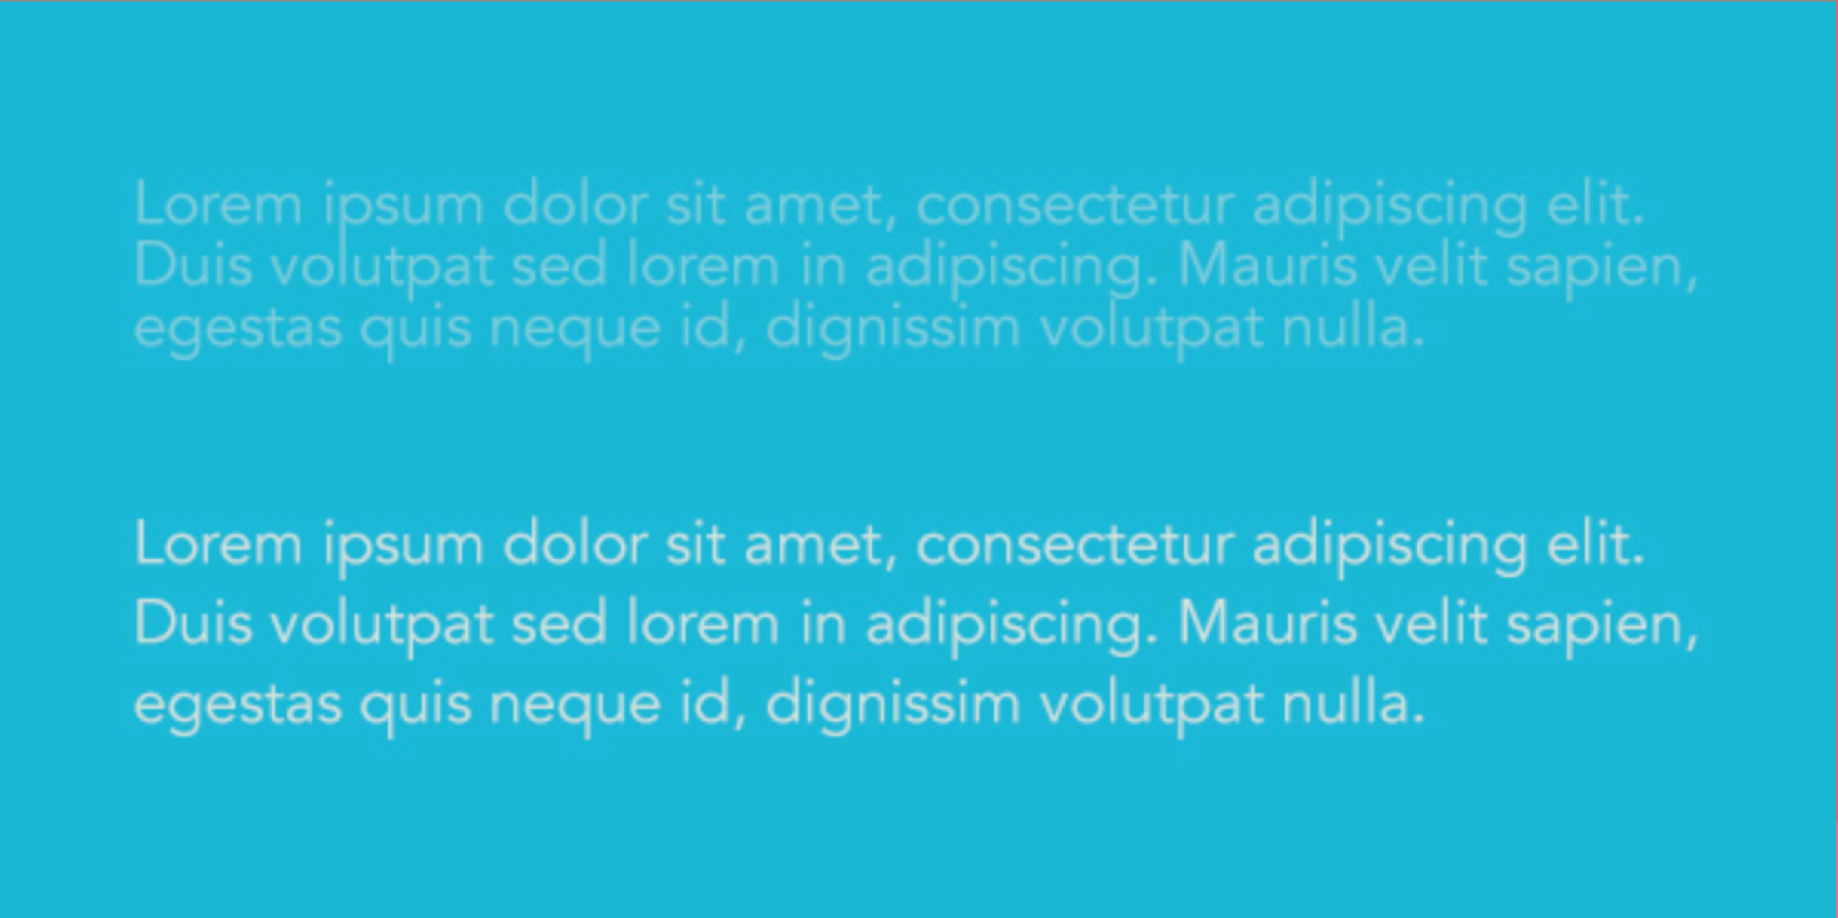 Lorem ipsum dolor sit amet, consectetur adipiscing elit.
Duis volutpat sed lorem in adipiscing. Mauris velit sapien,
egestas quis neque id, dignissim volutpat nulla.
Lorem ipsum dolor sit amet, consectetur adipiscing elit.
Duis volutpat sed lorem in adipiscing. Mauris velit sapien,
egestas quis neque id, dignissim volutpat nulla.